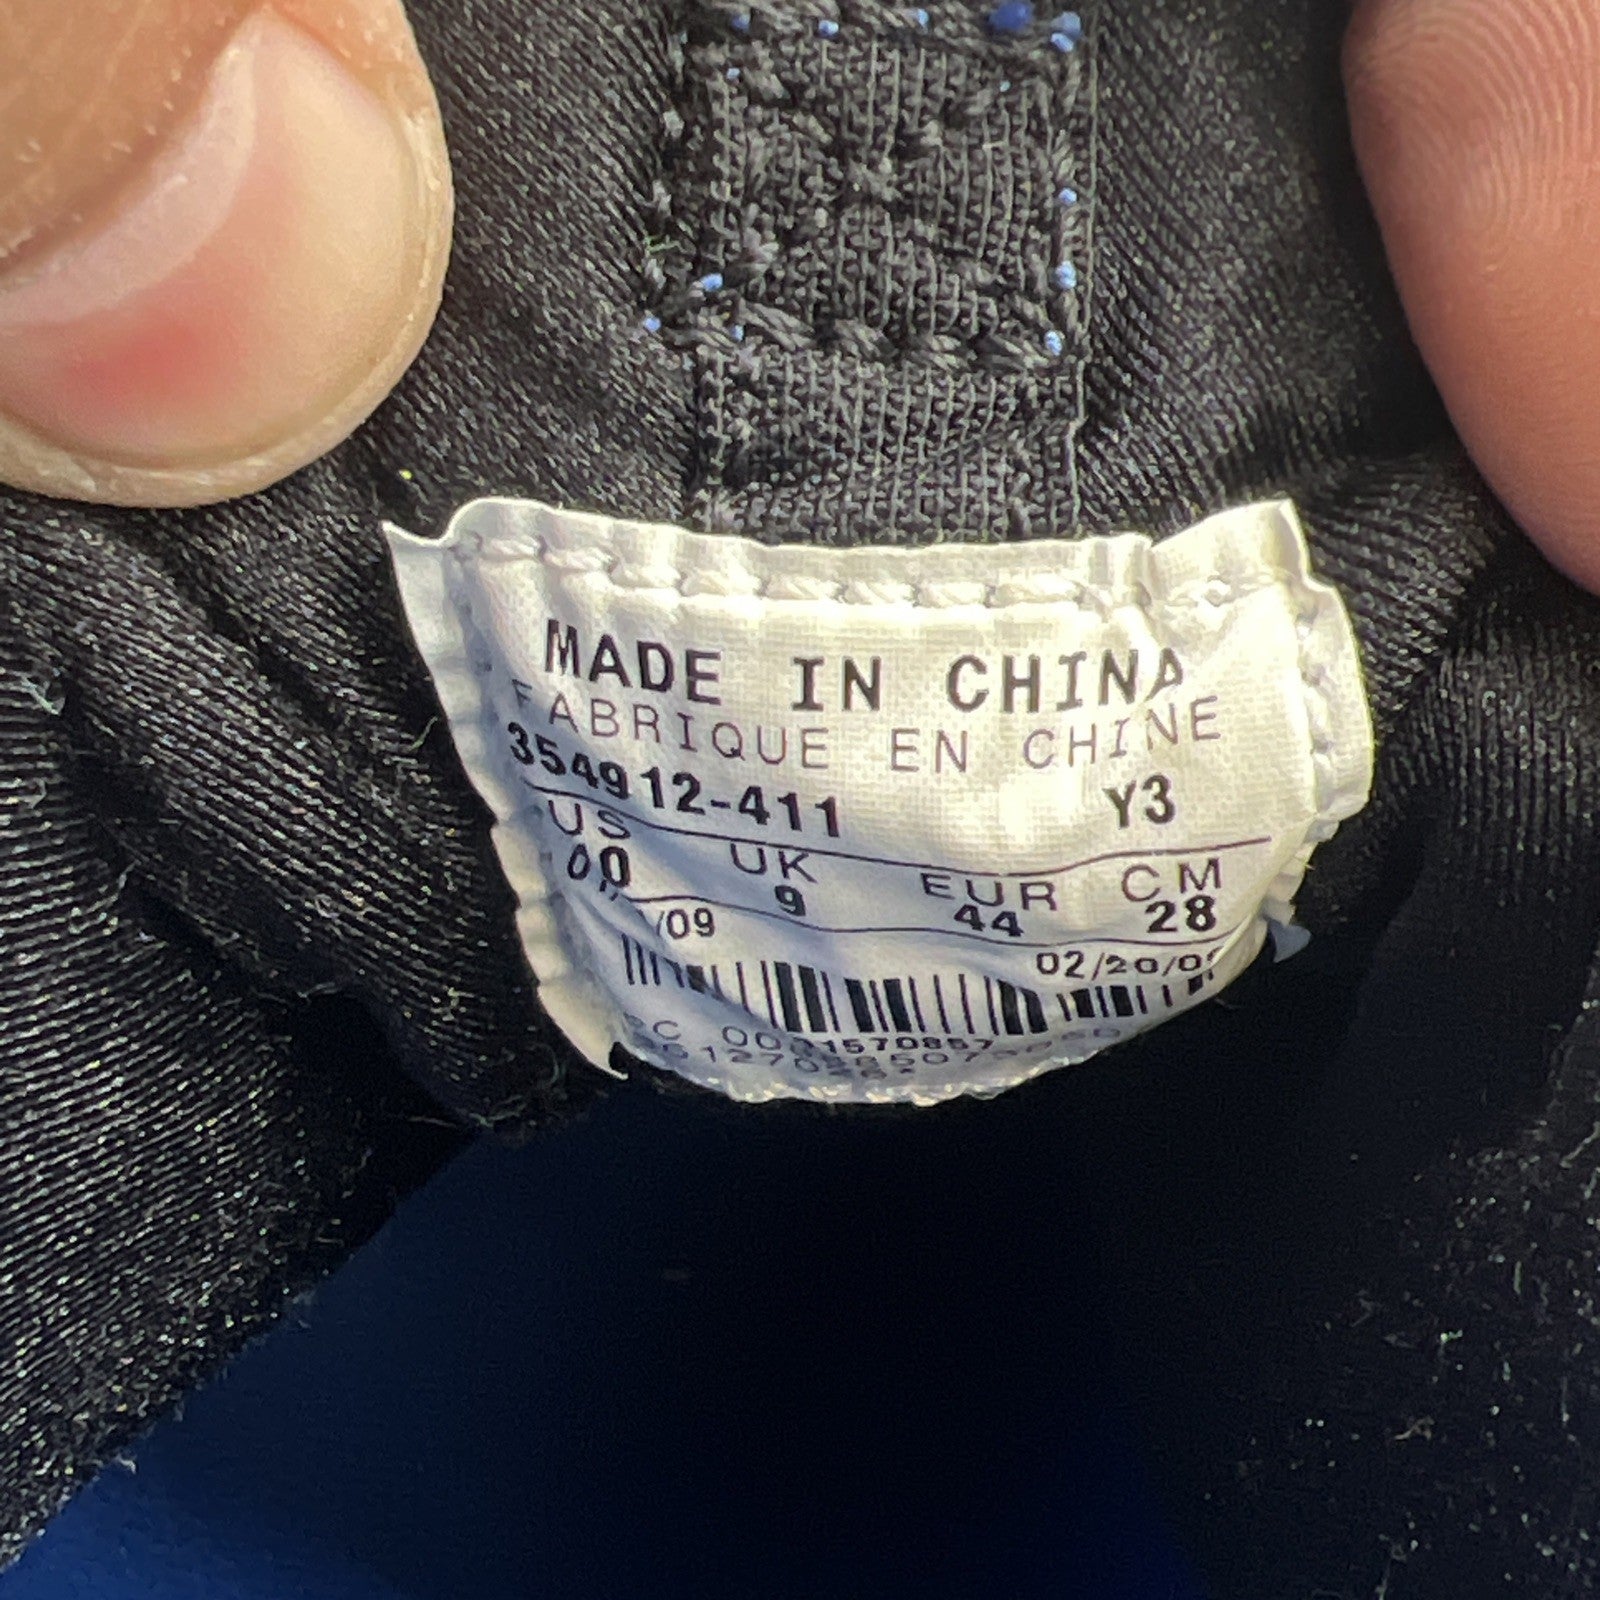 MADE IN CHINA
FABRIQUE EN CHINE
354912-411 Y3
US UK EUR CM
9 44 28
/09 02/20/0